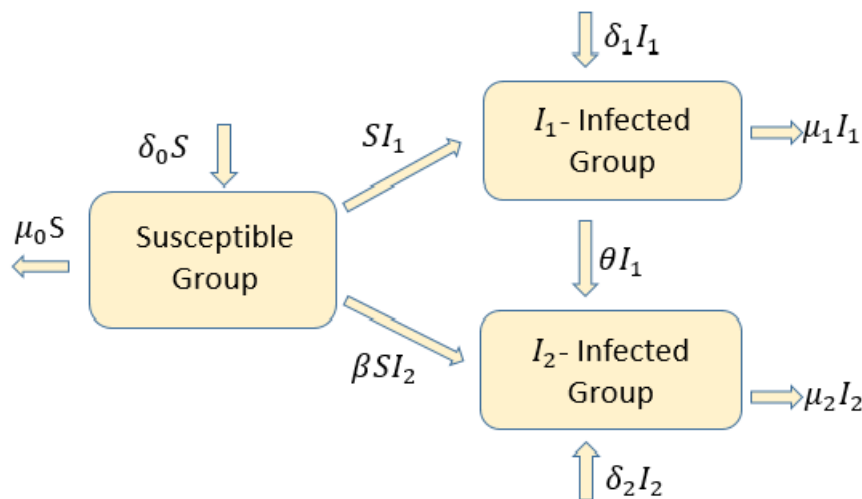 δ₁I₁
I₁- Infected
Group
μ₁I₁
SI₁
δ₀S
μ₀S
Susceptible
Group
θI₁
βSI₂
I₂- Infected
Group
μ₂I₂
δ₂I₂